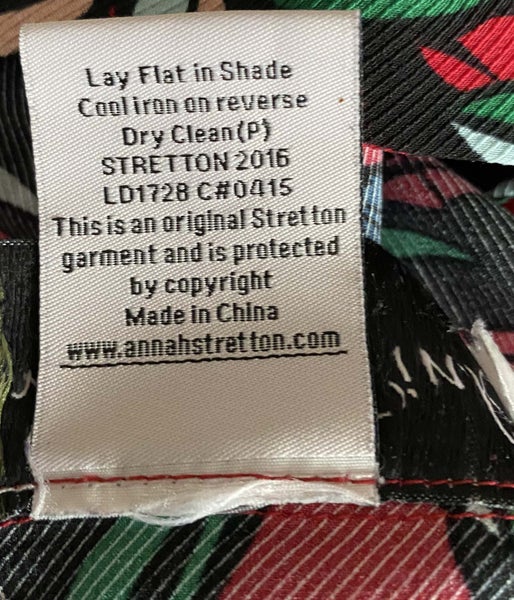 Lay Flat in Shade
Cool iron on reverse
Dry Clean(P)
STRETTON 2016
LD1728 C#0415
This is an original Stretton
garment and is protected
by copyright
Made in China
www.annahstretton.com